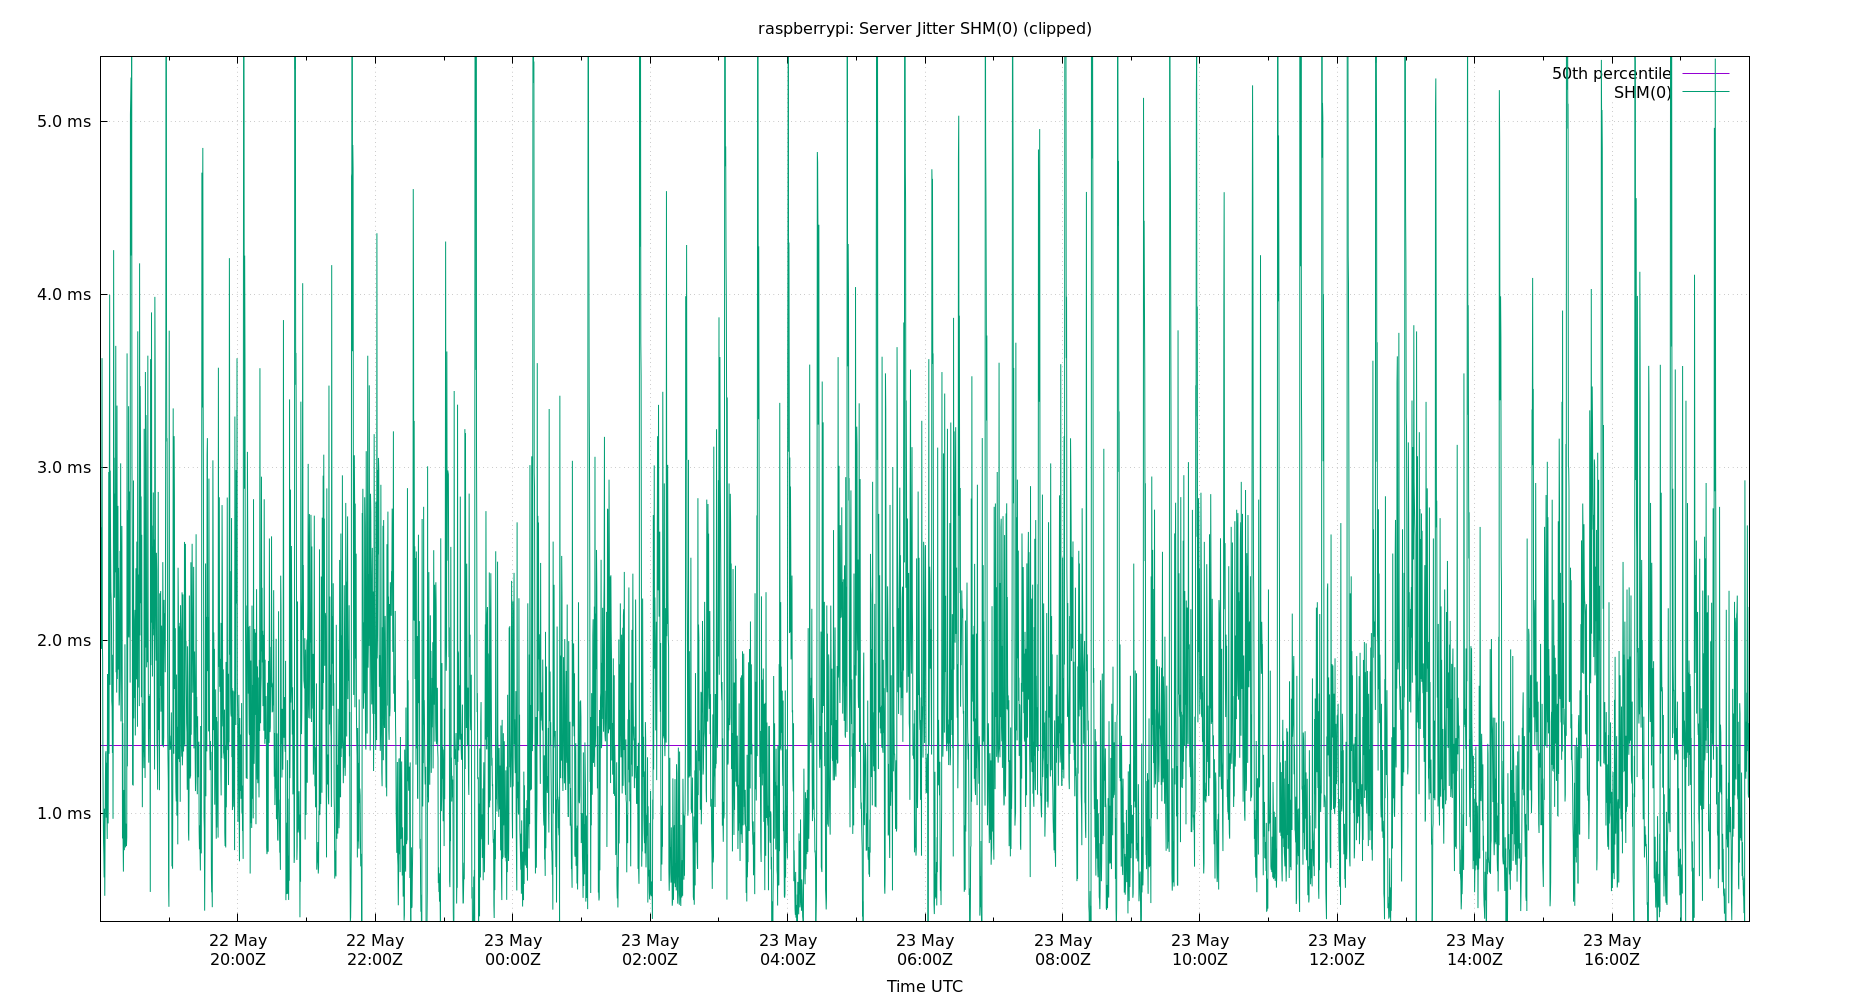 raspberrypi: Server Jitter SHM(0) (clipped)
50th percentile
SHM(0)
5.0 ms
4.0 ms
3.0 ms
2.0 ms
1.0 ms
22 May 22 May 23 May 23 May 23 May 23 May 23 May 23 May 23 May 23 May 23 May
20:00Z 22:00Z 00:00Z 02:00Z 04:00Z 06:00Z 08:00Z 10:00Z 12:00Z 14:00Z 16:00Z
Time UTC